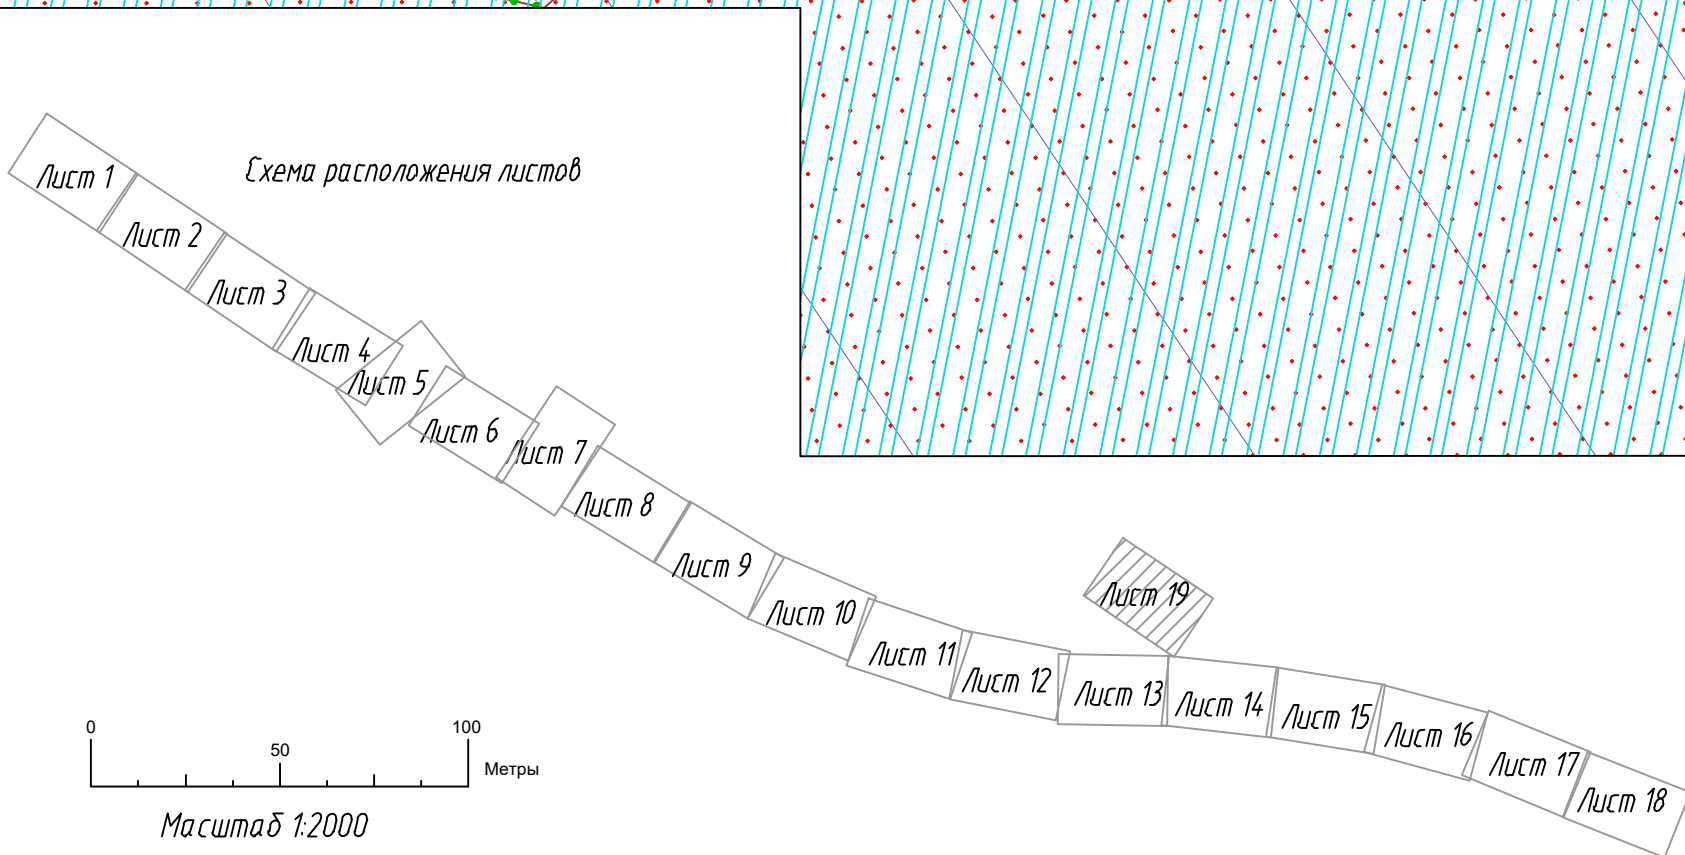 Схема расположения листов
Лист 1
Лист 2
Лист 3
Лист 4
Лист 5
Лист 6
Лист 7
Лист 8
Лист 9
Лист 10
Лист 11
Лист 12
Лист 13
Лист 14
Лист 15
Лист 16
Лист 17
Лист 18
Лист 19
0 50 100
Метры
Масштаб 1:2000